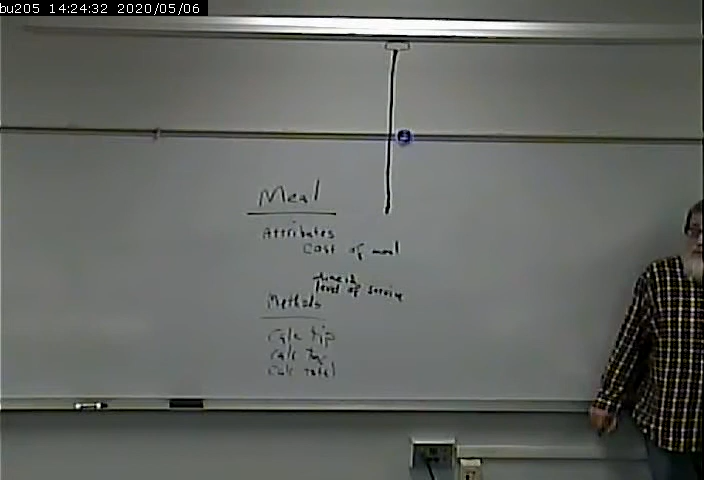 bu205 14:24:32 2020/05/06
Meal
Attributes
cost of meal
level of service
Methods
Calc tip
calc tax
calc total